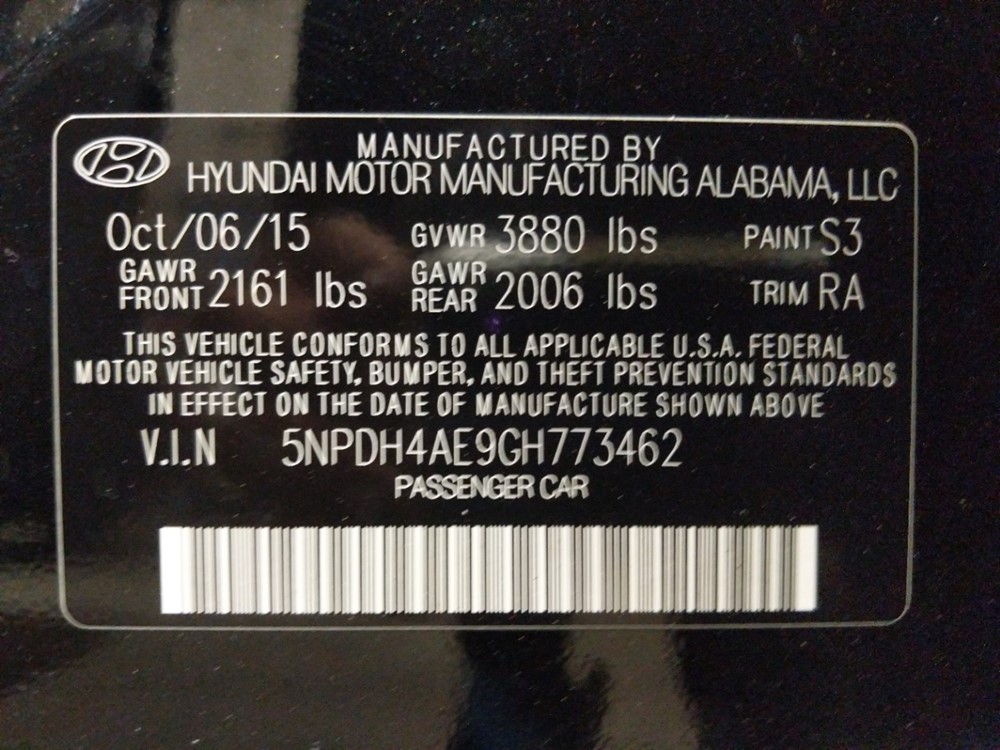 MANUFACTURED BY
HYUNDAI MOTOR MANUFACTURING ALABAMA, LLC
Oct/06/15 GVWR 3880 lbs PAINT S3
GAWR FRONT 2161 lbs GAWR REAR 2006 lbs TRIM RA
THIS VEHICLE CONFORMS TO ALL APPLICABLE U.S.A. FEDERAL
MOTOR VEHICLE SAFETY, BUMPER, AND THEFT PREVENTION STANDARDS
IN EFFECT ON THE DATE OF MANUFACTURE SHOWN ABOVE
V.I.N 5NPDH4AE9GH773462
PASSENGER CAR